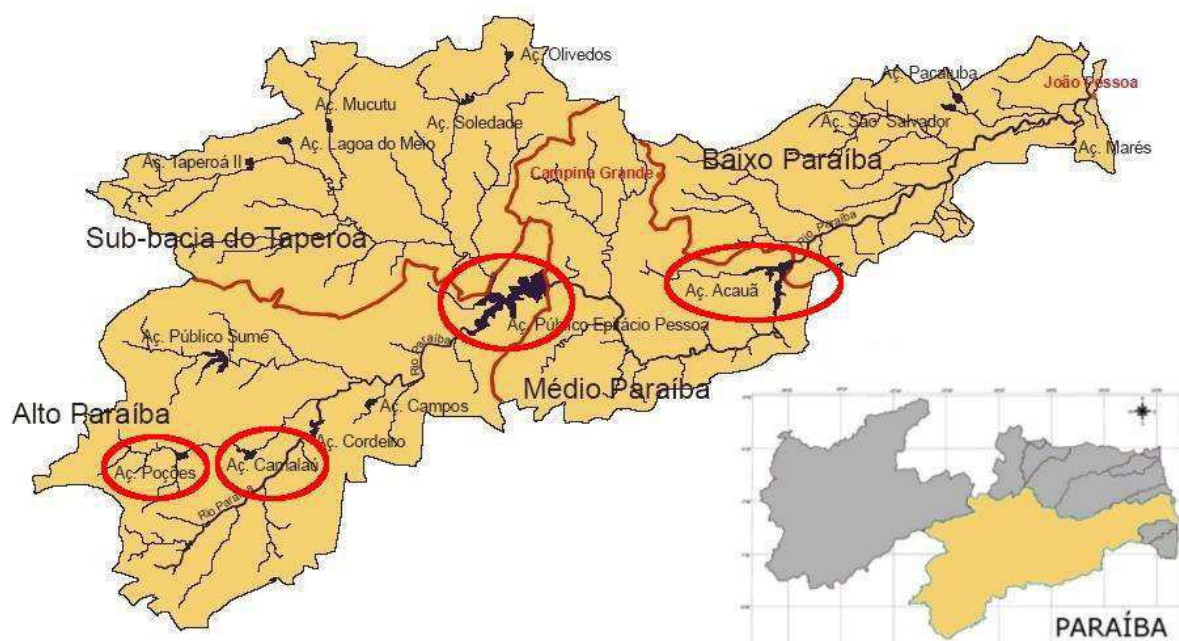 Aç. Olivedos
Aç. Mucutu
Aç. Soledade
Aç. Lagoa do Meio
Aç. Taperoá II
Sub-bacia do Taperoá
Campina Grande
Baixo Paraíba
Aç. Pacatuba
João Pessoa
Aç. São Salvador
Aç. Marés
Rio Paraíba
Aç. Acauã
Aç. Público Epitácio Pessoa
Aç. Público Sumé
Rio Paraíba
Médio Paraíba
Alto Paraíba
Aç. Campos
Aç. Cordeiro
Aç. Poções
Aç. Camalaú
Rio Paraíba
PARAÍBA